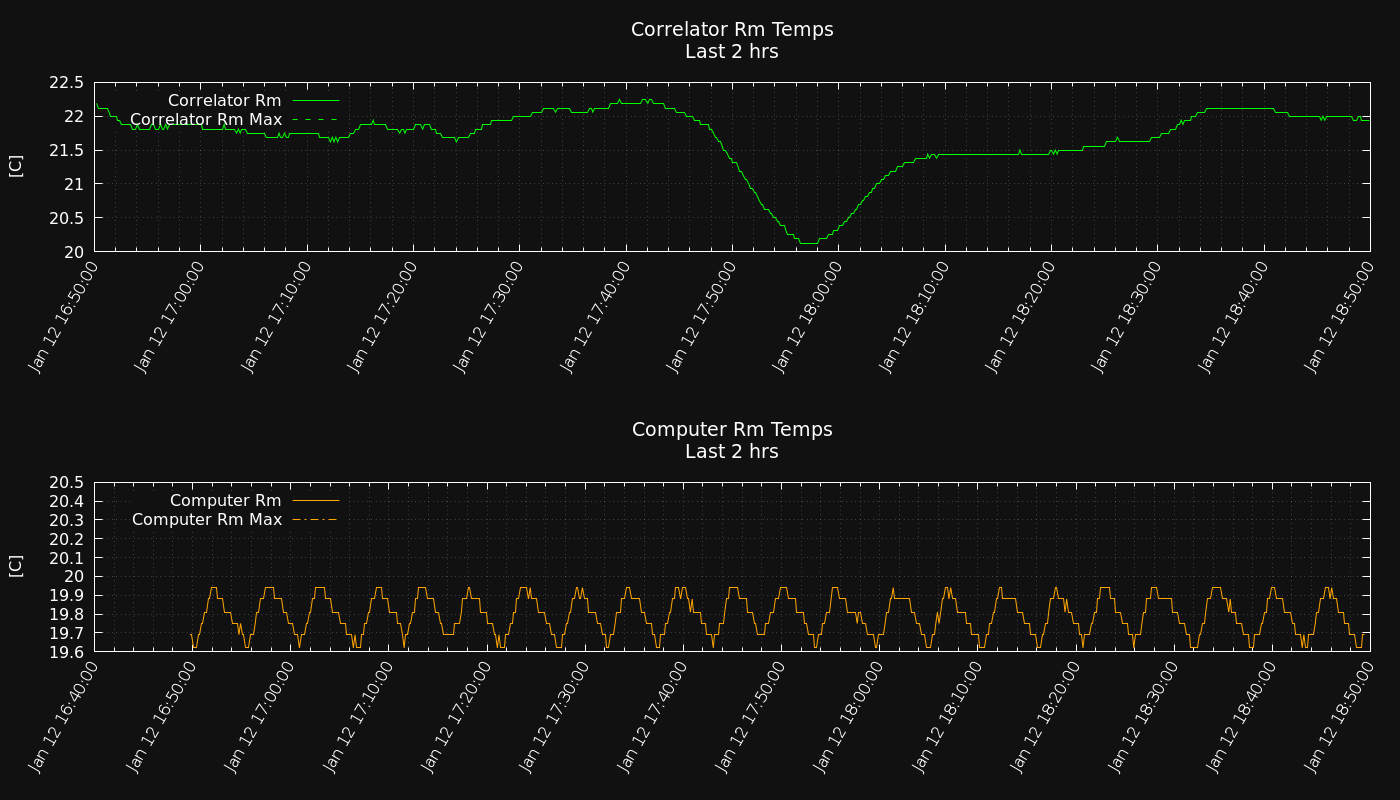 Correlator Rm Temps
Last 2 hrs
22.5
22
21.5
21
20.5
20
[C]
Correlator Rm
Correlator Rm Max
Jan 12 16:50:00
Jan 12 17:00:00
Jan 12 17:10:00
Jan 12 17:20:00
Jan 12 17:30:00
Jan 12 17:40:00
Jan 12 17:50:00
Jan 12 18:00:00
Jan 12 18:10:00
Jan 12 18:20:00
Jan 12 18:30:00
Jan 12 18:40:00
Jan 12 18:50:00
Computer Rm Temps
Last 2 hrs
20.5
20.4
20.3
20.2
20.1
20
19.9
19.8
19.7
19.6
[C]
Computer Rm
Computer Rm Max
Jan 12 16:40:00
Jan 12 16:50:00
Jan 12 17:00:00
Jan 12 17:10:00
Jan 12 17:20:00
Jan 12 17:30:00
Jan 12 17:40:00
Jan 12 17:50:00
Jan 12 18:00:00
Jan 12 18:10:00
Jan 12 18:20:00
Jan 12 18:30:00
Jan 12 18:40:00
Jan 12 18:50:00